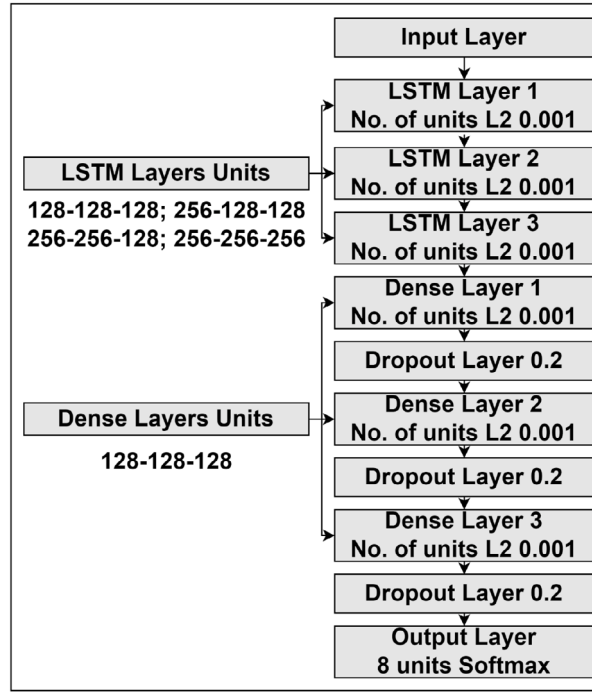 Input Layer
LSTM Layer 1
No. of units L2 0.001
LSTM Layers Units
128-128-128; 256-128-128
256-256-128; 256-256-256
LSTM Layer 2
No. of units L2 0.001
LSTM Layer 3
No. of units L2 0.001
Dense Layer 1
No. of units L2 0.001
Dropout Layer 0.2
Dense Layers Units
128-128-128
Dense Layer 2
No. of units L2 0.001
Dropout Layer 0.2
Dense Layer 3
No. of units L2 0.001
Dropout Layer 0.2
Output Layer
8 units Softmax